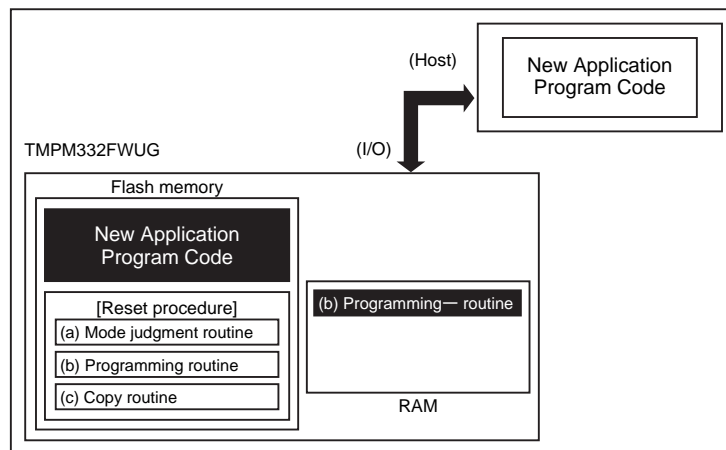 (Host)
New Application
Program Code
TMPM332FWUG
(I/O)
Flash memory
New Application
Program Code
[Reset procedure]
(a) Mode judgment routine
(b) Programming routine
(c) Copy routine
(b) Programming— routine
RAM